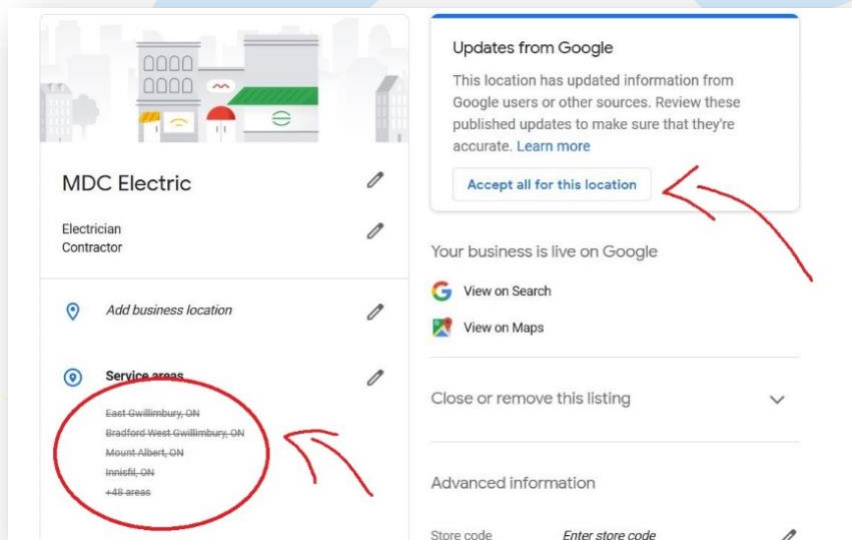 MDC Electric
Electrician
Contractor
Add business location
Service areas
East Gwillimbury, ON
Bradford West Gwillimbury, ON
Mount Albert, ON
Innisfil, ON
+48 areas
Updates from Google
This location has updated information from
Google users or other sources. Review these
published updates to make sure that they're
accurate. Learn more
Accept all for this location
Your business is live on Google
View on Search
View on Maps
Close or remove this listing
Advanced information
Store code Enter store code